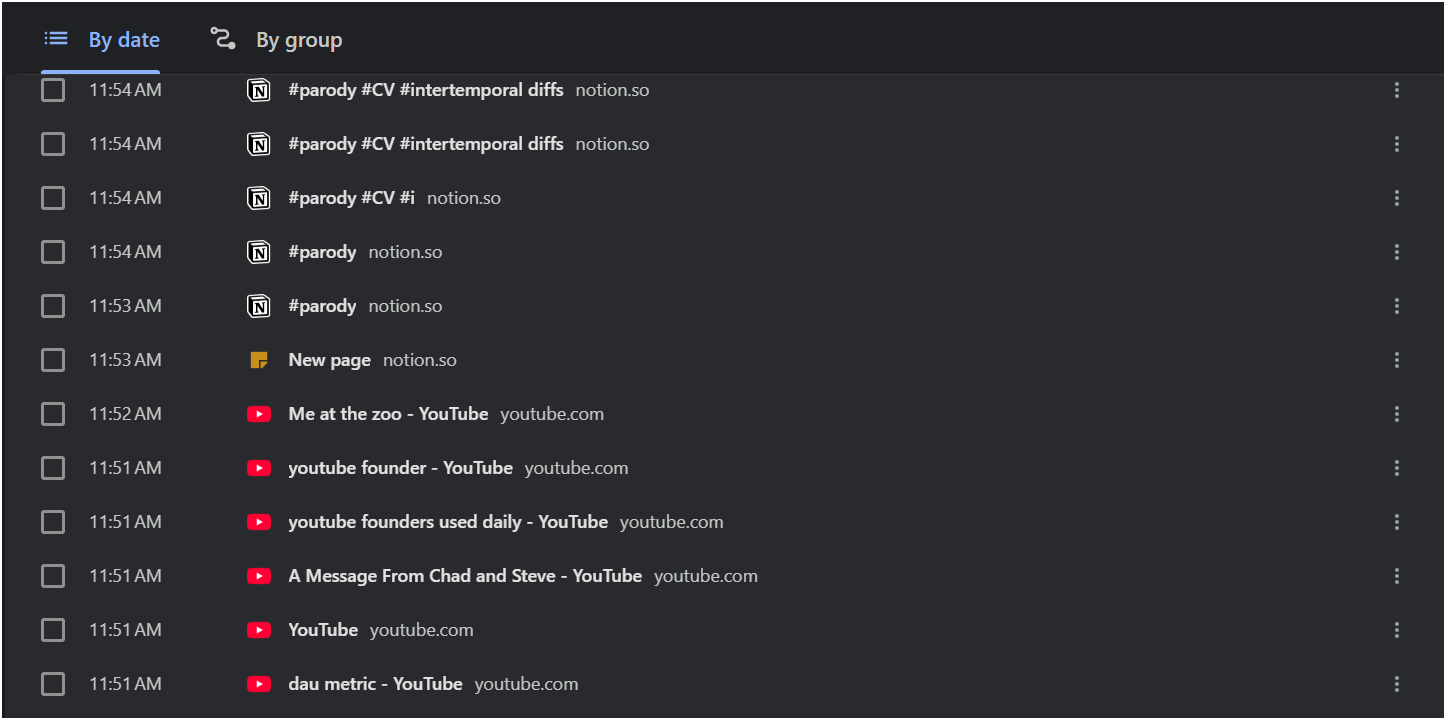 By date By group
11:54 AM #parody #CV #intertemporal diffs notion.so
11:54 AM #parody #CV #intertemporal diffs notion.so
11:54 AM #parody #CV #i notion.so
11:54 AM #parody notion.so
11:53 AM #parody notion.so
11:53 AM New page notion.so
11:52 AM Me at the zoo - YouTube youtube.com
11:51 AM youtube founder - YouTube youtube.com
11:51 AM youtube founders used daily - YouTube youtube.com
11:51 AM A Message From Chad and Steve - YouTube youtube.com
11:51 AM YouTube youtube.com
11:51 AM dau metric - YouTube youtube.com